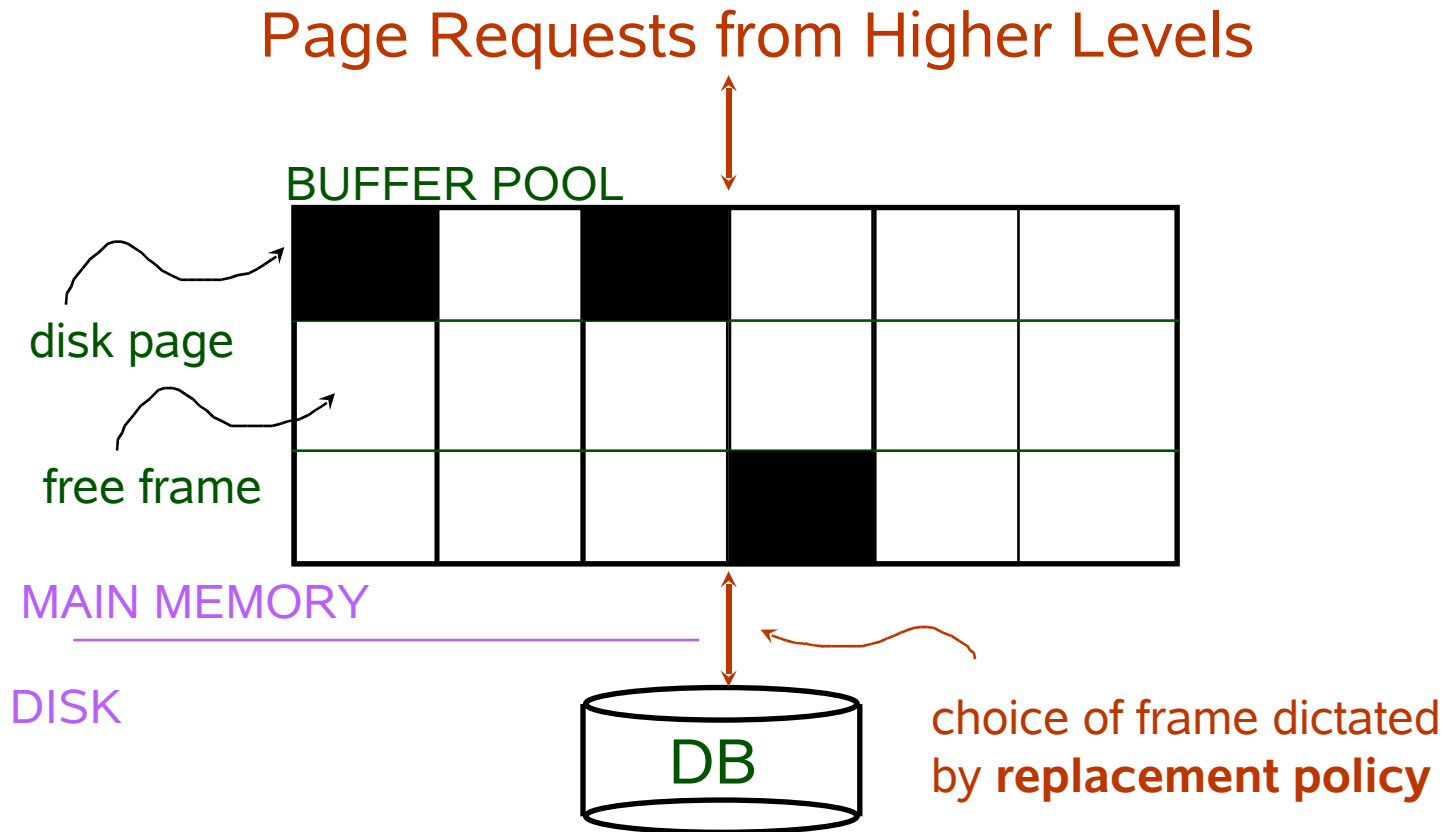 Page Requests from Higher Levels
BUFFER POOL
disk page
free frame
MAIN MEMORY
DISK
DB
choice of frame dictated
by replacement policy